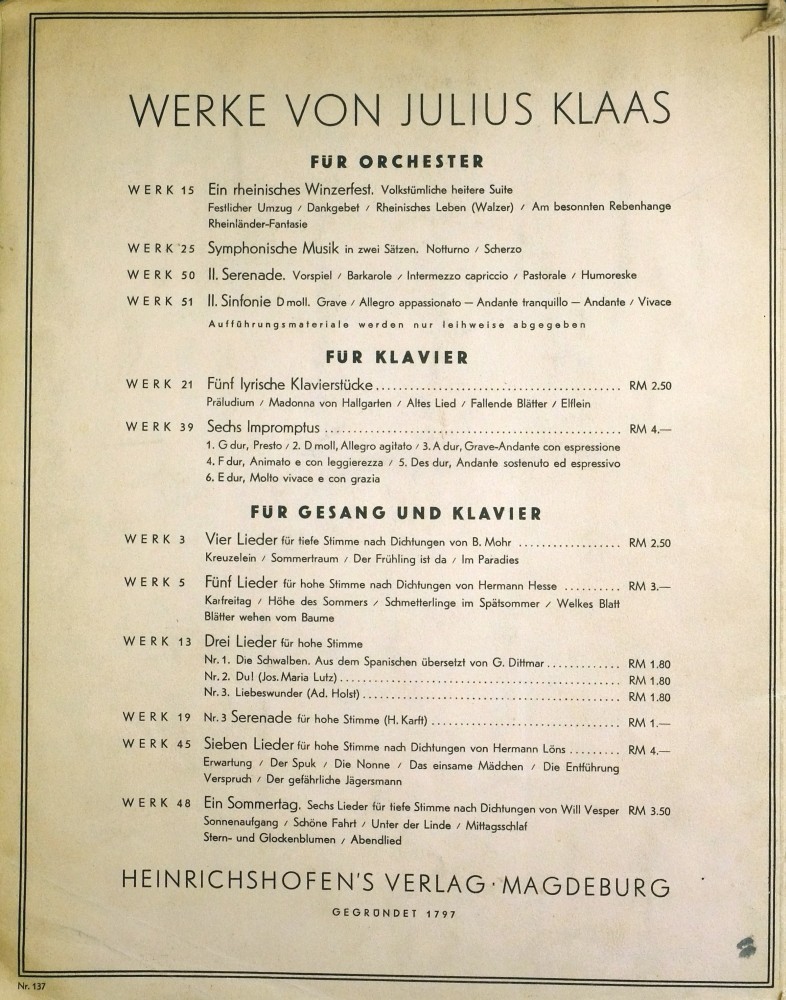 WERKE VON JULIUS KLAAS
FÜR ORCHESTER
WERK 15 Ein rheinisches Winzerfest. Volkstümliche heitere Suite
Festlicher Umzug / Dankgebet / Rheinisches Leben (Walzer) / Am besonnten Rebenhange
Rheinländer-Fantasie
WERK 25 Symphonische Musik in zwei Sätzen. Notturno / Scherzo
WERK 50 II. Serenade. Vorspiel / Barkarole / Intermezzo capriccio / Pastorale / Humoreske
WERK 51 II. Sinfonie D moll. Grave / Allegro appassionato — Andante tranquillo — Andante / Vivace
Aufführungsmateriale werden nur leihweise abgegeben
FÜR KLAVIER
WERK 21 Fünf lyrische Klavierstücke........................................ RM 2.50
Präludium / Madonna von Hallgarten / Altes Lied / Fallende Blätter / Elflein
WERK 39 Sechs Impromptus ................................................ RM 4.—
1. G dur, Presto / 2. D moll, Allegro agitato / 3. A dur, Grave-Andante con espressione
4. F dur, Animato e con leggierezza / 5. Des dur, Andante sostenuto ed espressivo
6. E dur, Molto vivace e con grazia
FÜR GESANG UND KLAVIER
WERK 3 Vier Lieder für tiefe Stimme nach Dichtungen von B. Mohr ................. RM 2.50
Kreuzelein / Sommertraum / Der Frühling ist da / Im Paradies
WERK 5 Fünf Lieder für hohe Stimme nach Dichtungen von Hermann Hesse ......... RM 3.—
Karfreitag / Höhe des Sommers / Schmetterlinge im Spätsommer / Welkes Blatt
Blätter wehen vom Baume
WERK 13 Drei Lieder für hohe Stimme
Nr. 1. Die Schwalben. Aus dem Spanischen übersetzt von G. Dittmar ............ RM 1.80
Nr. 2. Du! (Jos. Maria Lutz) .............................................. RM 1.80
Nr. 3. Liebeswunder (Ad. Holst) .......................................... RM 1.80
WERK 19 Nr. 3 Serenade für hohe Stimme (H. Karft) ............................... RM 1.—
WERK 45 Sieben Lieder für hohe Stimme nach Dichtungen von Hermann Löns ......... RM 4.—
Erwartung / Der Spuk / Die Nonne / Das einsame Mädchen / Die Entführung
Verspruch / Der gefährliche Jägersmann
WERK 48 Ein Sommertag. Sechs Lieder für tiefe Stimme nach Dichtungen von Will Vesper RM 3.50
Sonnenaufgang / Schöne Fahrt / Unter der Linde / Mittagsschlaf
Stern- und Glockenblumen / Abendlied
HEINRICHSHOFEN'S VERLAG · MAGDEBURG
GEGRÜNDET 1797
Nr. 137